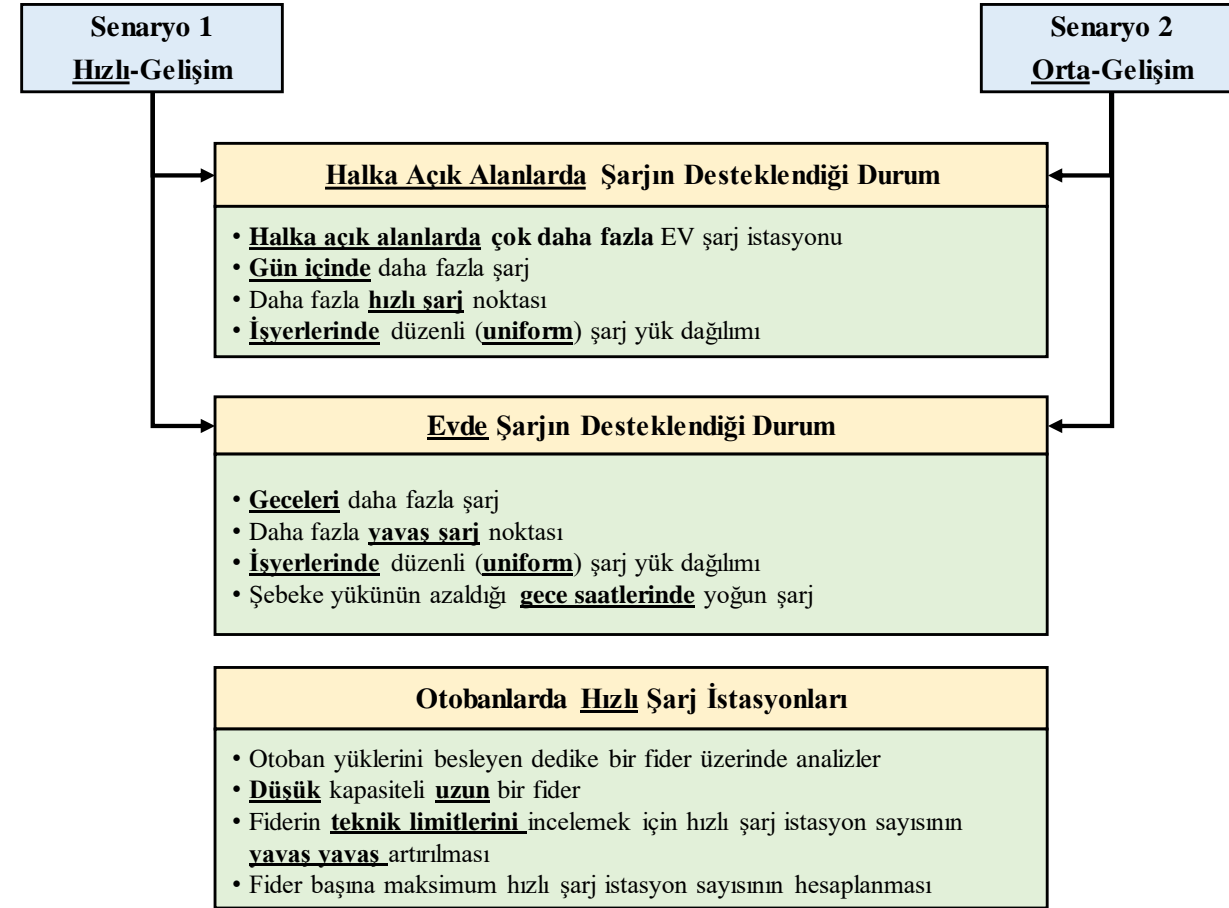 Senaryo 1
Hızlı-Gelişim
Senaryo 2
Orta-Gelişim
Halka Açık Alanlarda Şarjın Desteklendiği Durum
• Halka açık alanlarda çok daha fazla EV şarj istasyonu
• Gün içinde daha fazla şarj
• Daha fazla hızlı şarj noktası
• İşyerlerinde düzenli (uniform) şarj yük dağılımı
Evde Şarjın Desteklendiği Durum
• Geceleri daha fazla şarj
• Daha fazla yavaş şarj noktası
• İşyerlerinde düzenli (uniform) şarj yük dağılımı
• Şebeke yükünün azaldığı gece saatlerinde yoğun şarj
Otobanlarda Hızlı Şarj İstasyonları
• Otoban yüklerini besleyen dedike bir fider üzerinde analizler
• Düşük kapasiteli uzun bir fider
• Fiderin teknik limitlerini incelemek için hızlı şarj istasyon sayısının
yavaş yavaş artırılması
• Fider başına maksimum hızlı şarj istasyon sayısının hesaplanması